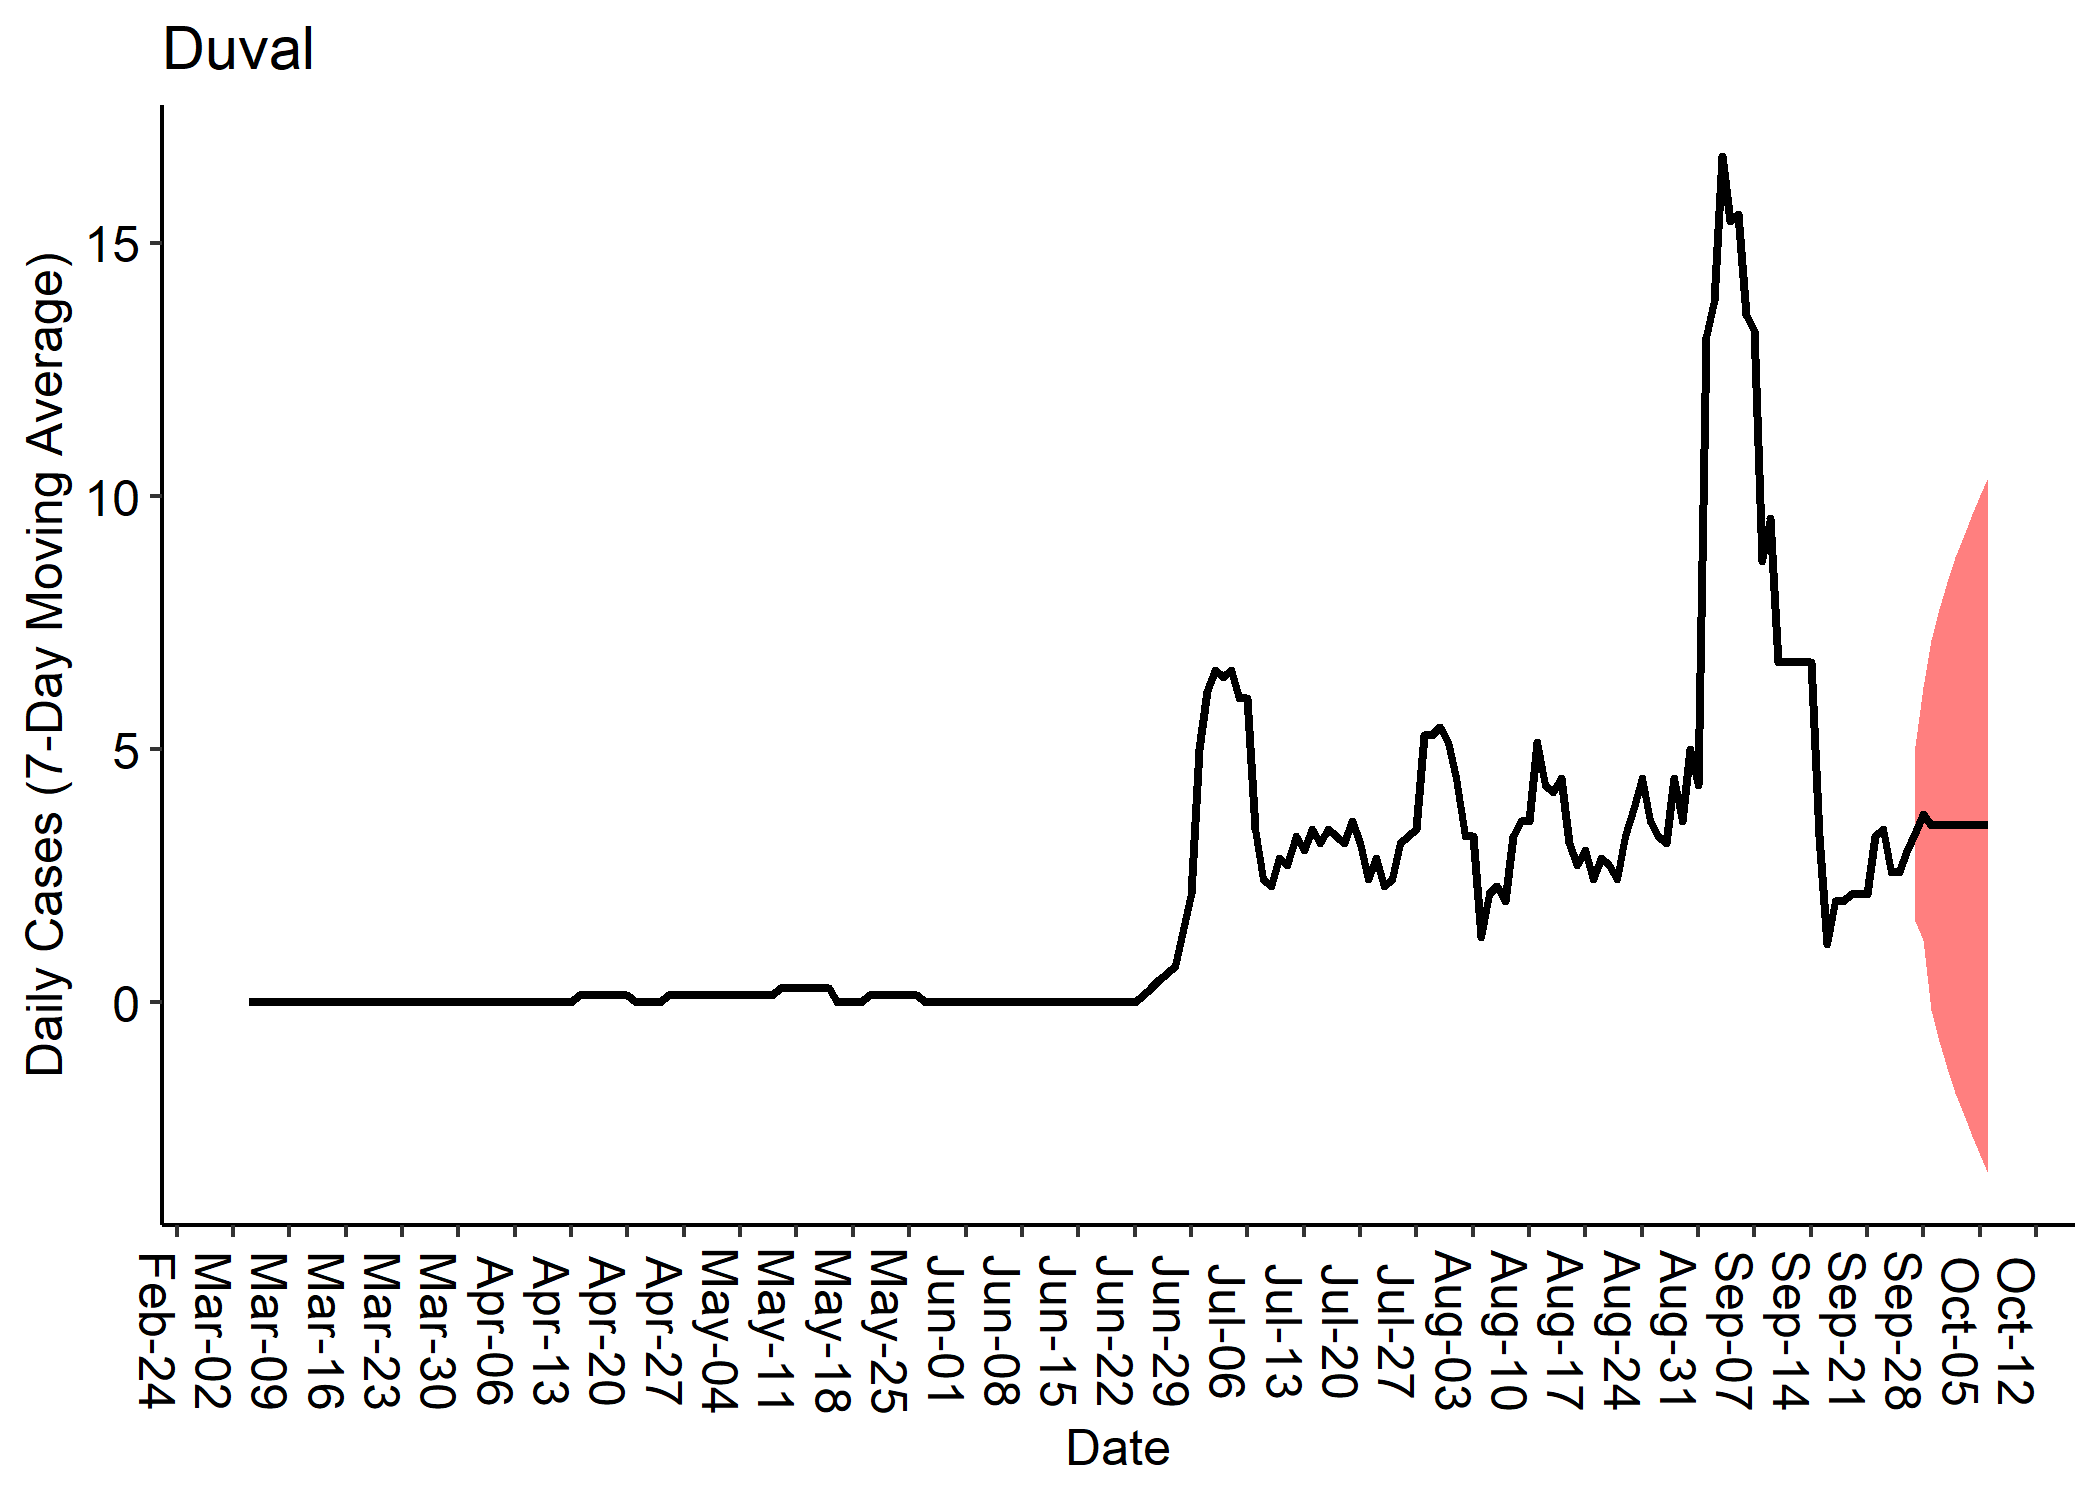 Duval
Daily Cases (7-Day Moving Average)
15
10
5
0
Feb-24
Mar-02
Mar-09
Mar-16
Mar-23
Mar-30
Apr-06
Apr-13
Apr-20
Apr-27
May-04
May-11
May-18
May-25
Jun-01
Jun-08
Jun-15
Jun-22
Jun-29
Jul-06
Jul-13
Jul-20
Jul-27
Aug-03
Aug-10
Aug-17
Aug-24
Aug-31
Sep-07
Sep-14
Sep-21
Sep-28
Oct-05
Oct-12
Date